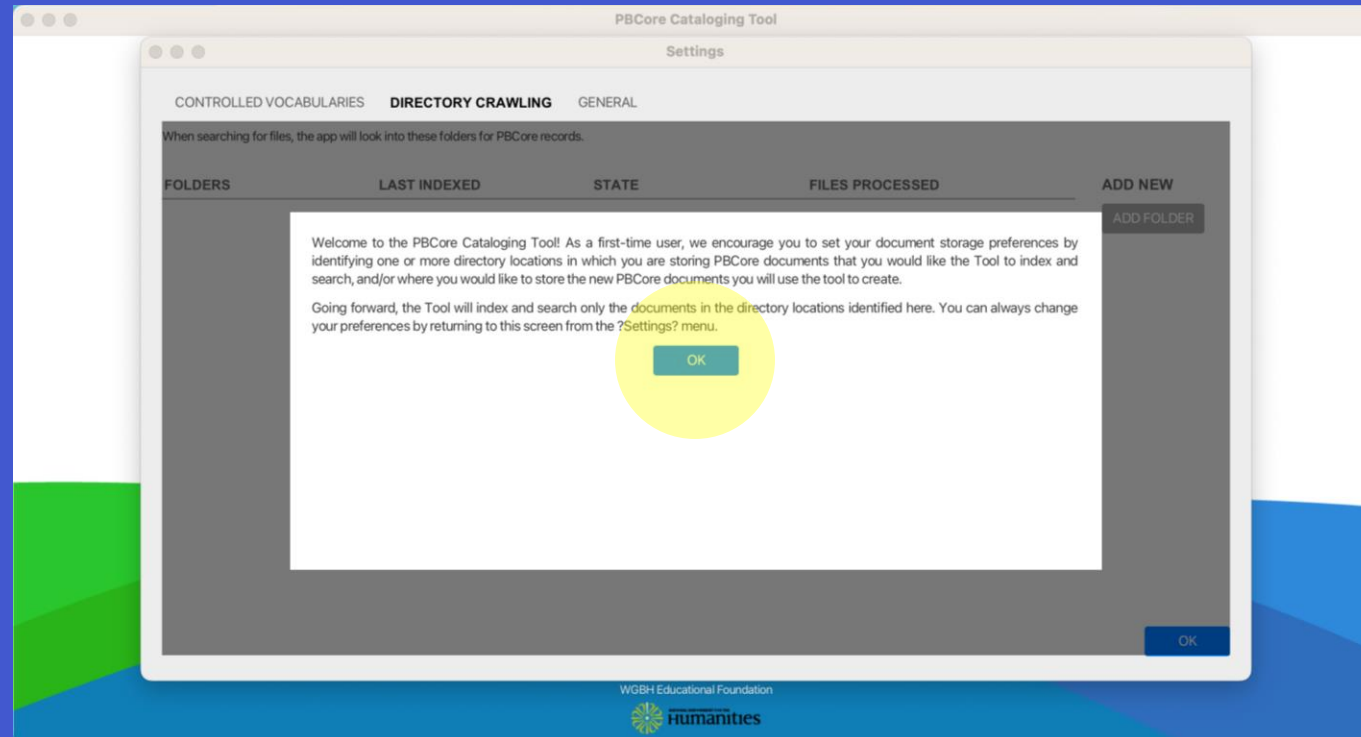 PBCore Cataloging Tool
Settings
CONTROLLED VOCABULARIES DIRECTORY CRAWLING GENERAL
When searching for files, the app will look into these folders for PBCore records.
FOLDERS LAST INDEXED STATE FILES PROCESSED ADD NEW
ADD FOLDER
Welcome to the PBCore Cataloging Tool! As a first-time user, we encourage you to set your document storage preferences by
identifying one or more directory locations in which you are storing PBCore documents that you would like the Tool to index and
search, and/or where you would like to store the new PBCore documents you will use the tool to create.
Going forward, the Tool will index and search only the documents in the directory locations identified here. You can always change
your preferences by returning to this screen from the ?Settings? menu.
OK
OK
WGBH Educational Foundation
Humanities